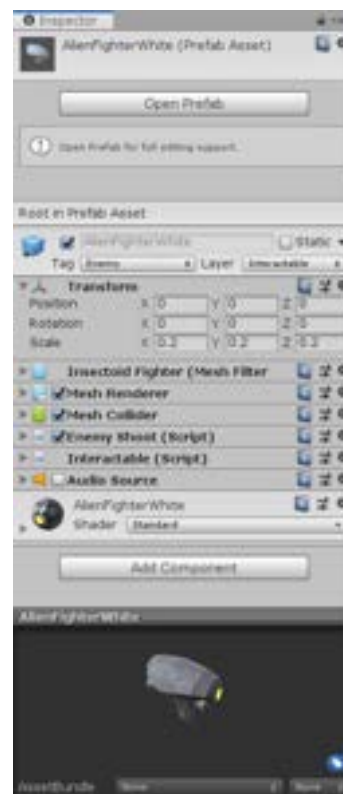 Inspector
AlienFighterWhite (Prefab Asset)
Open Prefab
Open Prefab for full editing support.
Root in Prefab Asset
AlienFighterWhite Static
Tag Enemy Layer Interactable
Transform
Position X 0 Y 0 Z 0
Rotation X 0 Y 0 Z 0
Scale X 0.2 Y 0.2 Z 0.2
Insectoid Fighter (Mesh Filter
Mesh Renderer
Mesh Collider
Enemy Shoot (Script)
Interactable (Script)
Audio Source
AlienFighterWhite
Shader Standard
Add Component
AlienFighterWhite
AssetBundle None None